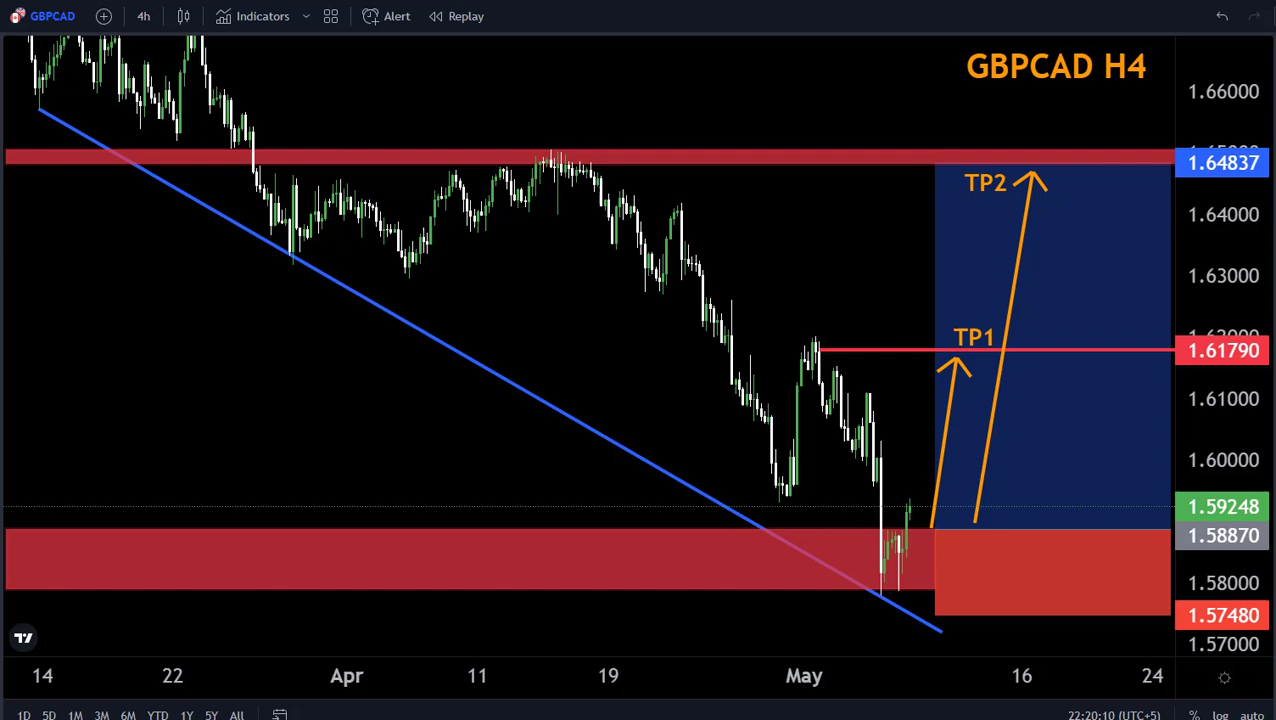 GBPCAD 4h Indicators Alert Replay
GBPCAD H4
1.66000
1.64837
TP2
1.64000
1.63000
TP1
1.61790
1.61000
1.60000
1.59248
1.58870
1.58000
1.57480
1.57000
14 22 Apr 11 19 May 16 24
1D 5D 1M 3M 6M YTD 1Y 5Y All 22:20:10 (UTC+5) % log auto